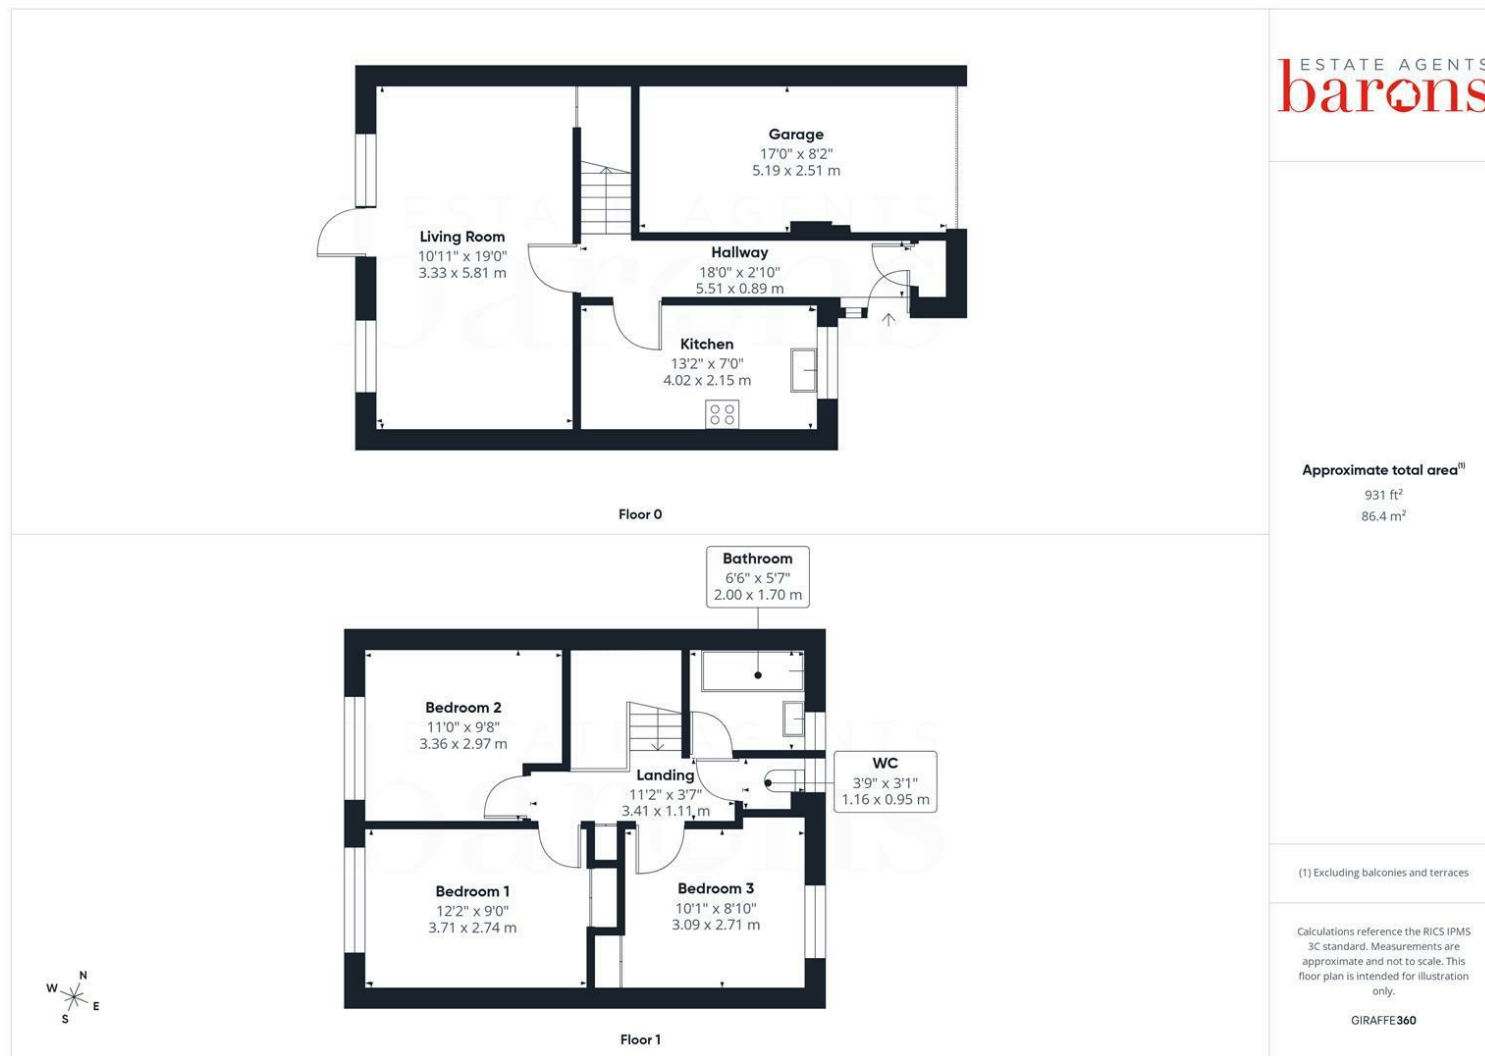 ESTATE AGENTS
barons
Garage
17'0" x 8'2"
5.19 x 2.51 m
Living Room
10'11" x 19'0"
3.33 x 5.81 m
Hallway
18'0" x 2'10"
5.51 x 0.89 m
Kitchen
13'2" x 7'0"
4.02 x 2.15 m
ESTATE AGENTS
barons
Floor 0
Approximate total area(1)
931 ft²
86.4 m²
Bathroom
6'6" x 5'7"
2.00 x 1.70 m
Bedroom 2
11'0" x 9'8"
3.36 x 2.97 m
Landing
11'2" x 3'7"
3.41 x 1.11 m
WC
3'9" x 3'1"
1.16 x 0.95 m
Bedroom 1
12'2" x 9'0"
3.71 x 2.74 m
Bedroom 3
10'1" x 8'10"
3.09 x 2.71 m
ESTATE AGENTS
barons
N
W
E
S
Floor 1
(1) Excluding balconies and terraces
Calculations reference the RICS IPMS
3C standard. Measurements are
approximate and not to scale. This
floor plan is intended for illustration
only.
GIRAFFE360